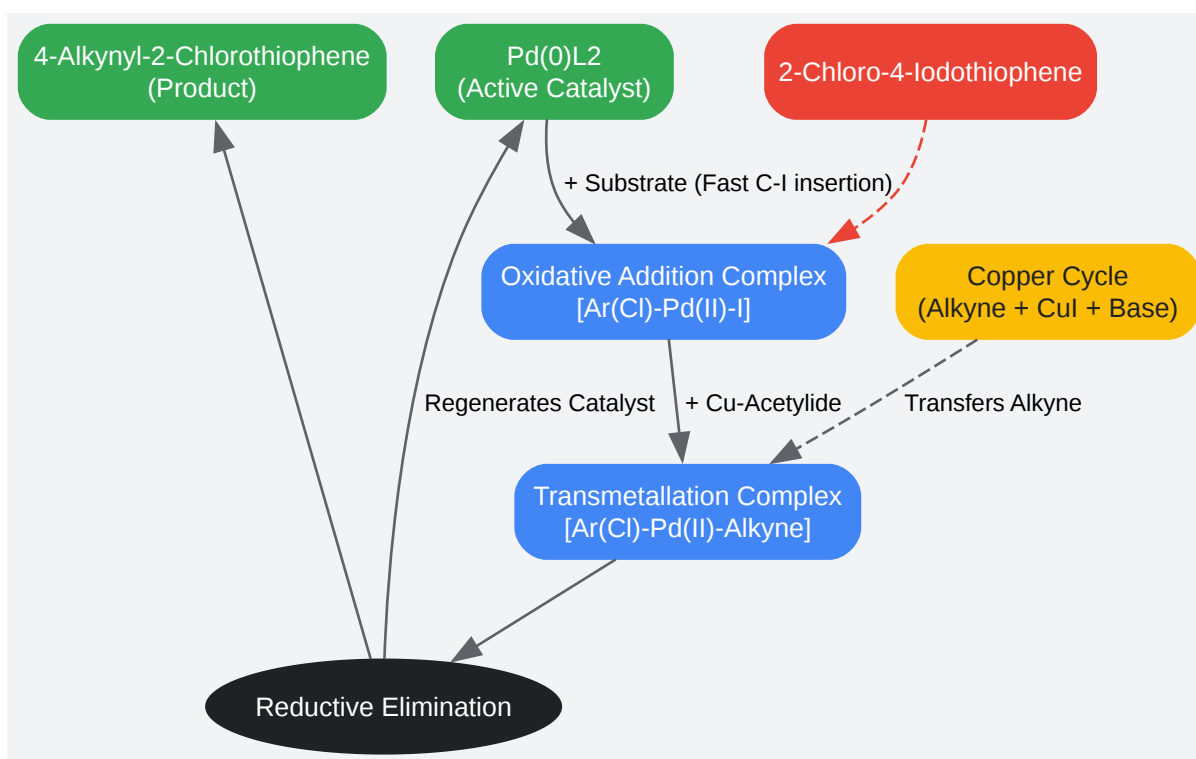 4-Alkynyl-2-Chlorothiophene
(Product)
Pd(0)L2
(Active Catalyst)
2-Chloro-4-Iodothiophene
+ Substrate (Fast C-I insertion)
Oxidative Addition Complex
[Ar(Cl)-Pd(II)-I]
Copper Cycle
(Alkyne + CuI + Base)
Regenerates Catalyst
+ Cu-Acetylide
Transfers Alkyne
Transmetallation Complex
[Ar(Cl)-Pd(II)-Alkyne]
Reductive Elimination